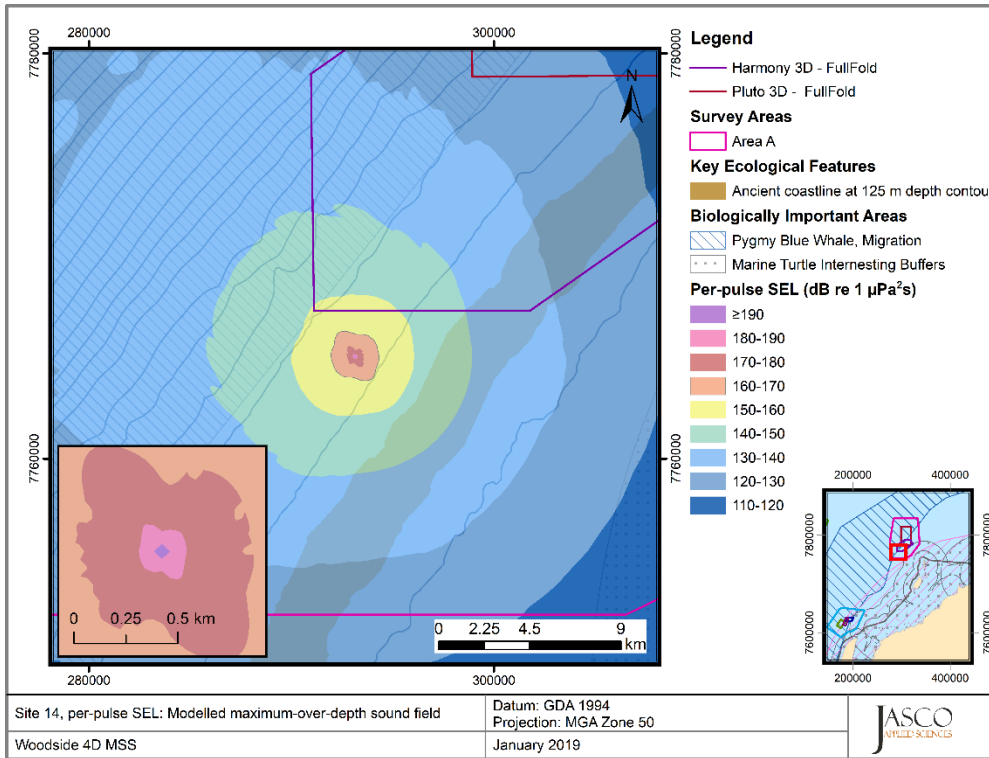 280000
300000
7780000
7780000
N
7760000
7760000
0 0.25 0.5 km
0 2.25 4.5 9
km
280000
300000
Legend
Harmony 3D - FullFold
Pluto 3D - FullFold
Survey Areas
Area A
Key Ecological Features
Ancient coastline at 125 m depth contou
Biologically Important Areas
Pygmy Blue Whale, Migration
Marine Turtle Internesting Buffers
Per-pulse SEL (dB re 1 µPa²s)
≥190
180-190
170-180
160-170
150-160
140-150
130-140
120-130
110-120
200000 400000
7800000
7800000
7600000
7600000
200000 400000
Site 14, per-pulse SEL: Modelled maximum-over-depth sound field
Woodside 4D MSS
Datum: GDA 1994
Projection: MGA Zone 50
January 2019
JASCO
APPLIED SCIENCES